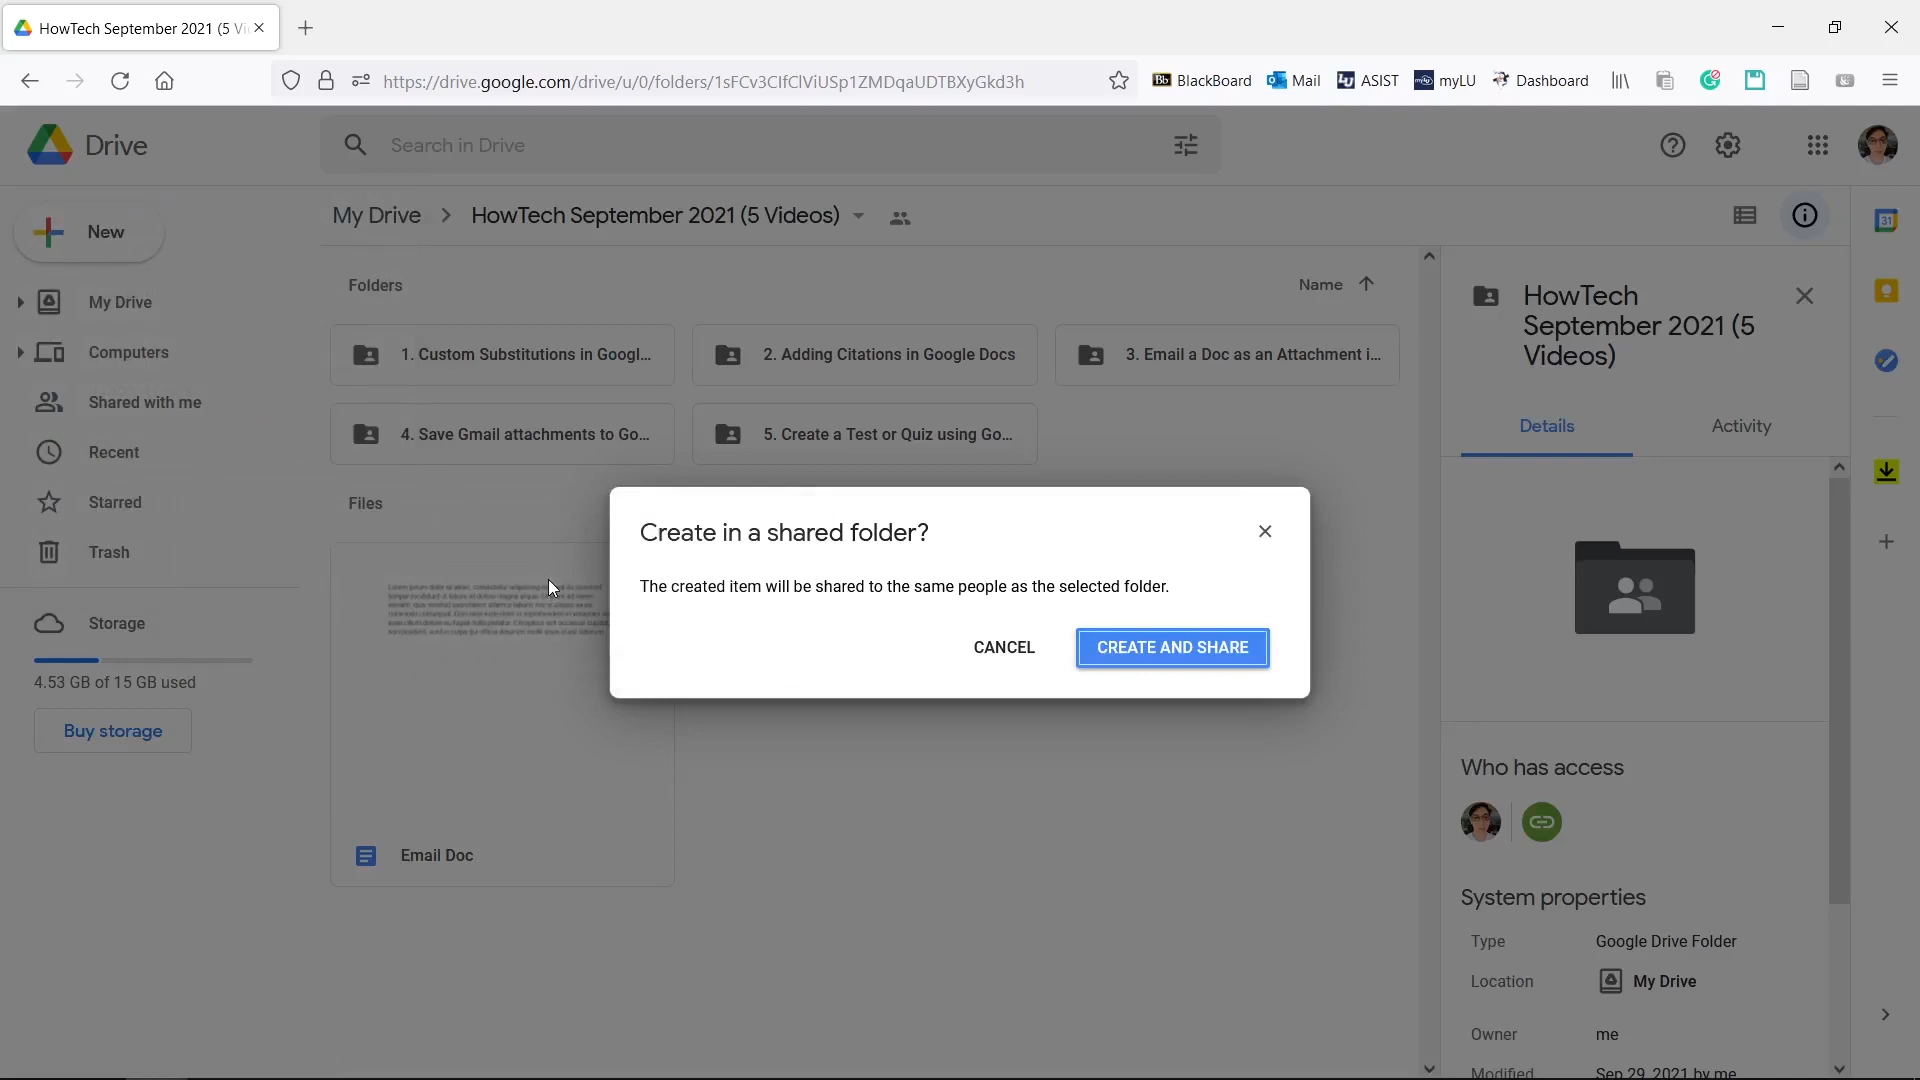 HowTech September 2021 (5 Vi
https://drive.google.com/drive/u/0/folders/1sFCv3CIfClViUSp1ZMDqaUDTBXyGkd3h
Bb BlackBoard
Mail
LU ASIST
myLU
Dashboard
Drive
Search in Drive
New
My Drive
HowTech September 2021 (5 Videos)
My Drive
Computers
Shared with me
Recent
Starred
Trash
Storage
4.53 GB of 15 GB used
Buy storage
Folders
Name
1. Custom Substitutions in Googl...
2. Adding Citations in Google Docs
3. Email a Doc as an Attachment i...
4. Save Gmail attachments to Go...
5. Create a Test or Quiz using Go...
Files
Email Doc
Create in a shared folder?
The created item will be shared to the same people as the selected folder.
CANCEL
CREATE AND SHARE
HowTech
September 2021 (5
Videos)
Details
Activity
Who has access
System properties
Type
Google Drive Folder
Location
My Drive
Owner
me
Modified
Sep 29, 2021 by me
31